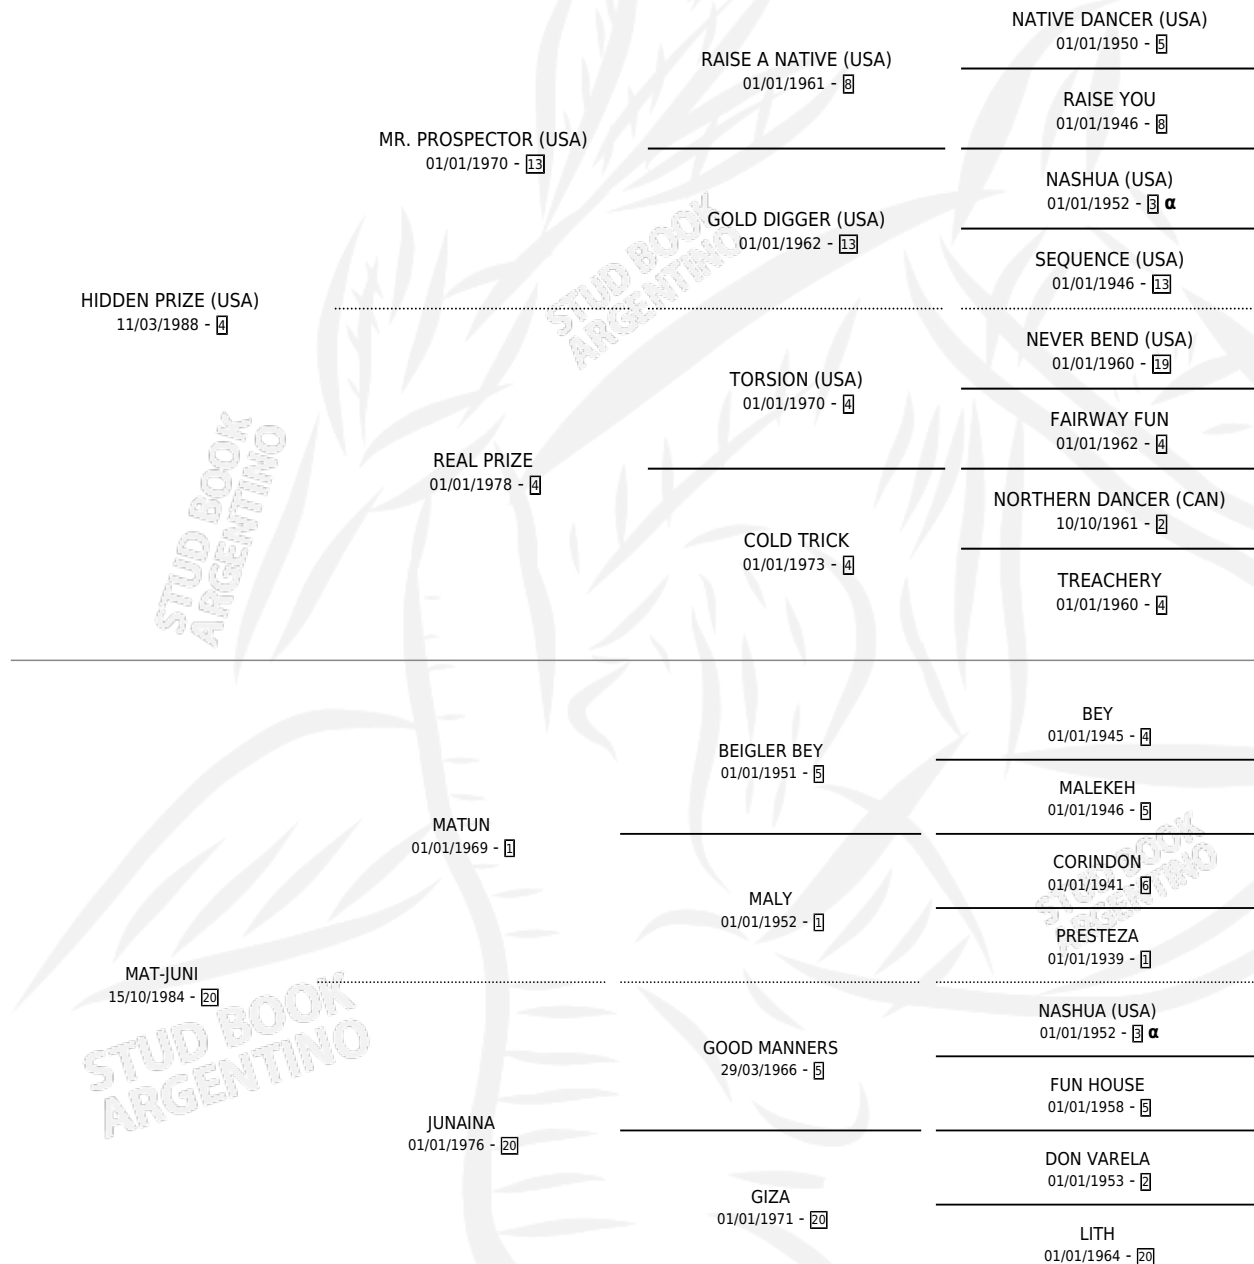 NATIVE DANCER (USA)
01/01/1950 - 5
RAISE A NATIVE (USA)
01/01/1961 - 8
RAISE YOU
01/01/1946 - 8
MR. PROSPECTOR (USA)
01/01/1970 - 13
NASHUA (USA)
01/01/1952 - 3 α
GOLD DIGGER (USA)
01/01/1962 - 13
SEQUENCE (USA)
01/01/1946 - 13
HIDDEN PRIZE (USA)
11/03/1988 - 4
NEVER BEND (USA)
01/01/1960 - 19
TORSION (USA)
01/01/1970 - 4
FAIRWAY FUN
01/01/1962 - 4
REAL PRIZE
01/01/1978 - 4
NORTHERN DANCER (CAN)
10/10/1961 - 2
COLD TRICK
01/01/1973 - 4
TREACHERY
01/01/1960 - 4
STUD BOOK
ARGENTINO
STUD BOOK
ARGENTINO
BEY
01/01/1945 - 4
BEIGLER BEY
01/01/1951 - 5
MALEKEH
01/01/1946 - 5
MATUN
01/01/1969 - 1
CORINDON
01/01/1941 - 6
MALY
01/01/1952 - 1
PRESTEZA
01/01/1939 - 1
MAT-JUNI
15/10/1984 - 20
NASHUA (USA)
01/01/1952 - 3 α
GOOD MANNERS
29/03/1966 - 5
FUN HOUSE
01/01/1958 - 5
JUNAINA
01/01/1976 - 20
DON VARELA
01/01/1953 - 2
GIZA
01/01/1971 - 20
LITH
01/01/1964 - 20
STUD BOOK
ARGENTINO
STUD BOOK
ARGENTINO